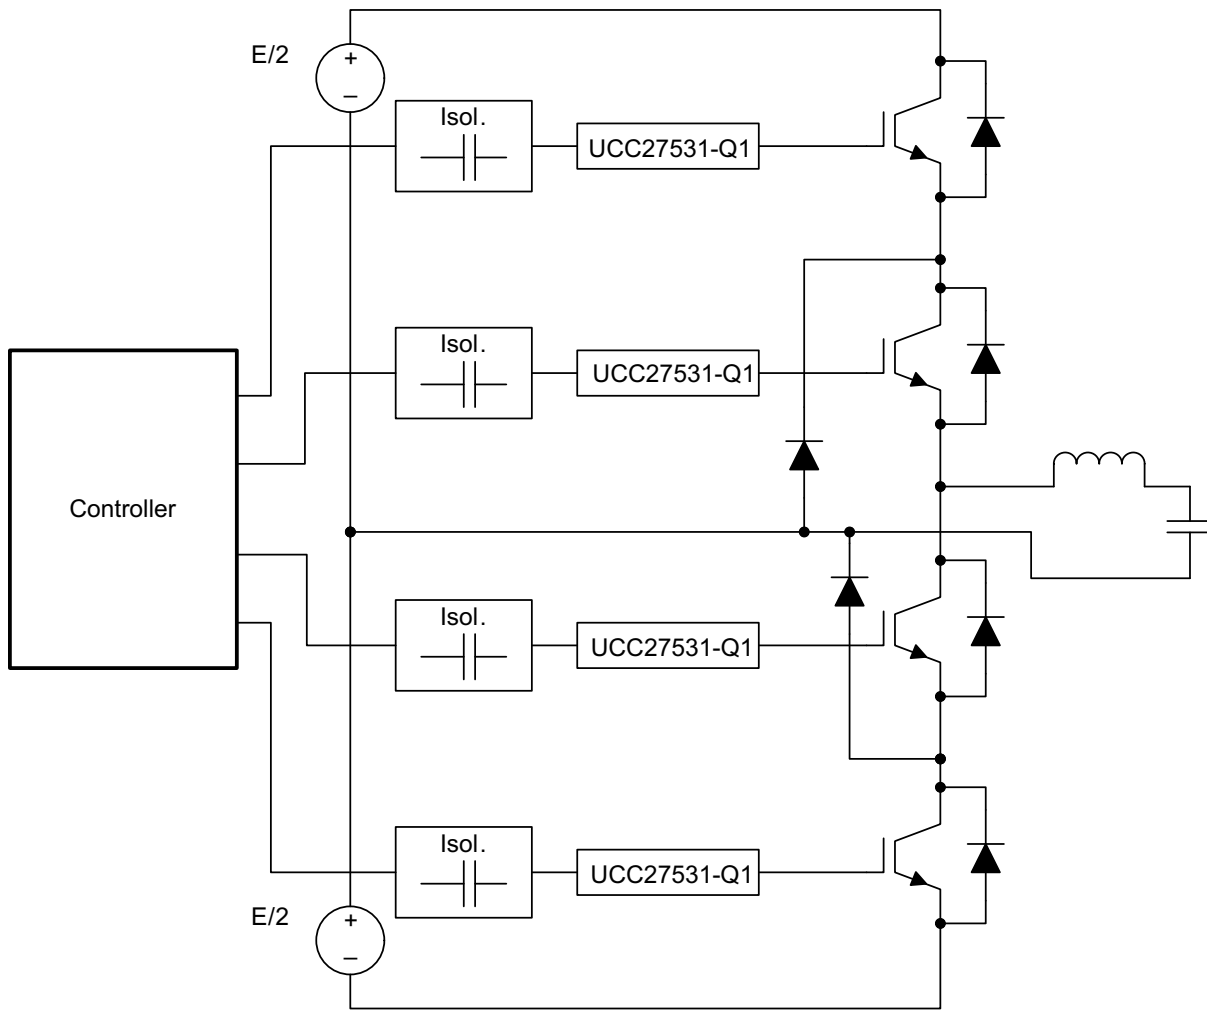 E/2
+
–
Isol.
UCC27531-Q1
Isol.
UCC27531-Q1
Controller
Isol.
UCC27531-Q1
Isol.
UCC27531-Q1
E/2
+
–